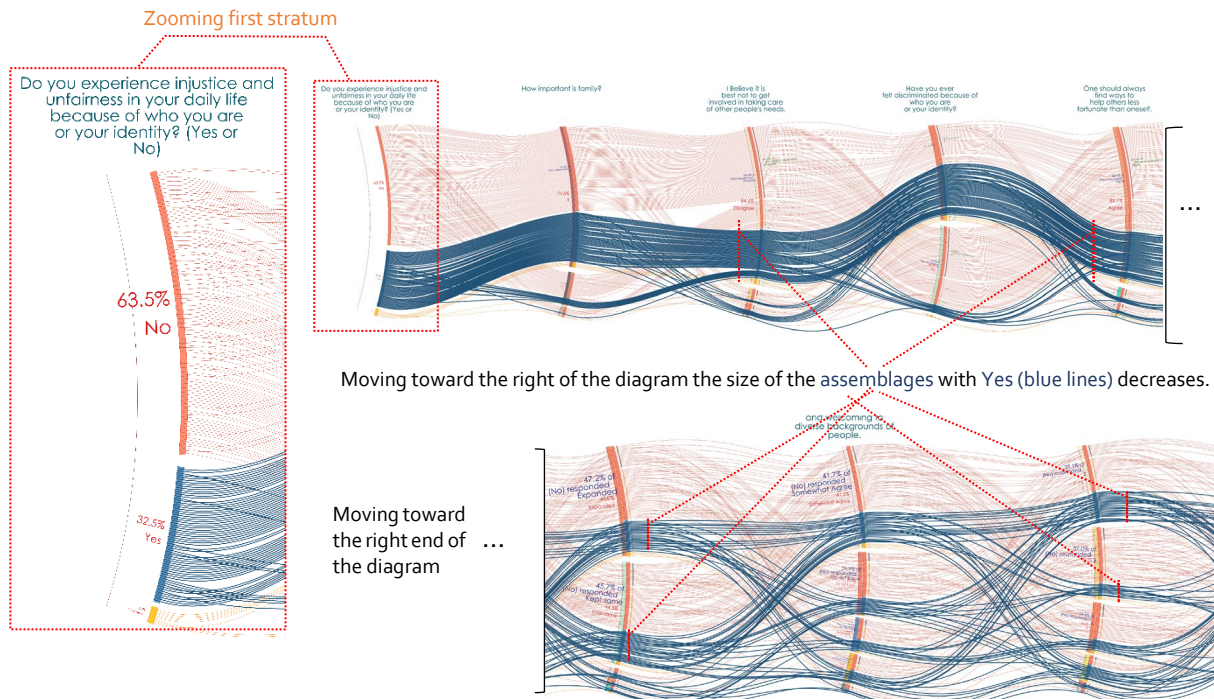 Zooming first stratum
Do you experience injustice and
unfairness in your daily life
because of who you are
or your identity? (Yes or
No)
63.5%
No
32.5%
Yes
Do you experience injustice and
unfairness in your daily life
because of who you are
or your identity? (Yes or
No)
How important is family?
I Believe it is
best not to get
involved in taking care
of other people's needs.
Have you ever
felt discriminated because of
who you are
or your identity?
One should always
find ways to
help others less
fortunate than oneself.
Disagree
Agree
...
Moving toward the right of the diagram the size of the assemblages with Yes (blue lines) decreases.
and welcoming to
diverse backgrounds of
people.
Moving toward
the right end of
the diagram
...
47.2% of
(No) responded
Expanded
45.7% of
(No) responded
Kept same
41.7% of
(No) responded
Somewhat Agree